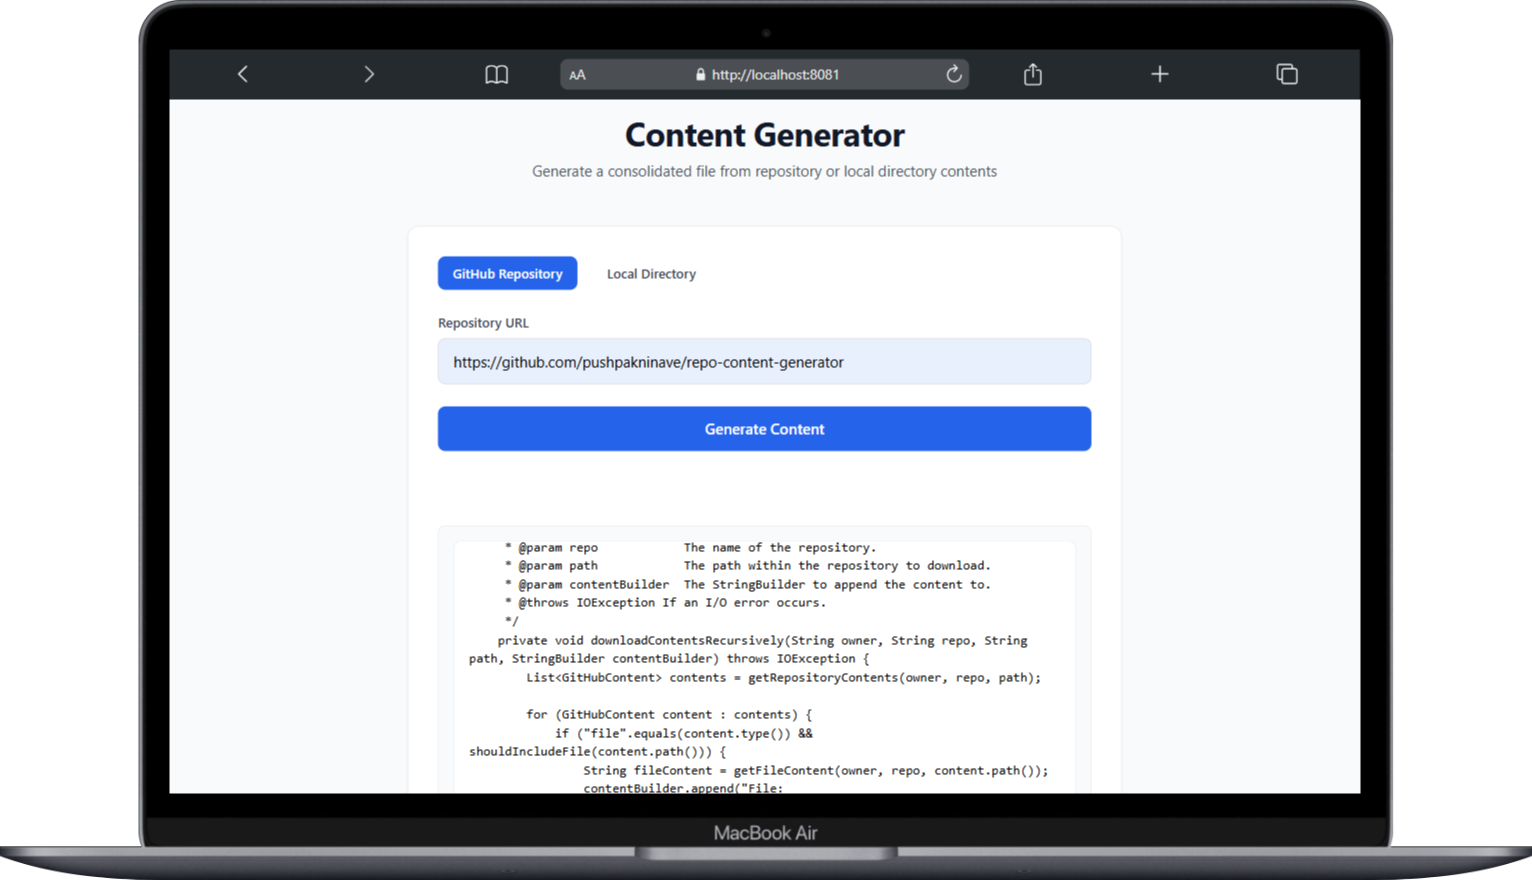 AA http://localhost:8081
Content Generator
Generate a consolidated file from repository or local directory contents
GitHub Repository Local Directory
Repository URL
https://github.com/pushpakninave/repo-content-generator
Generate Content
* @param repo The name of the repository.
* @param path The path within the repository to download.
* @param contentBuilder The StringBuilder to append the content to.
* @throws IOException If an I/O error occurs.
*/
private void downloadContentsRecursively(String owner, String repo, String
path, StringBuilder contentBuilder) throws IOException {
List<GitHubContent> contents = getRepositoryContents(owner, repo, path);
for (GitHubContent content : contents) {
if ("file".equals(content.type()) &&
shouldIncludeFile(content.path())) {
String fileContent = getFileContent(owner, repo, content.path());
contentBuilder.append("File:
MacBook Air